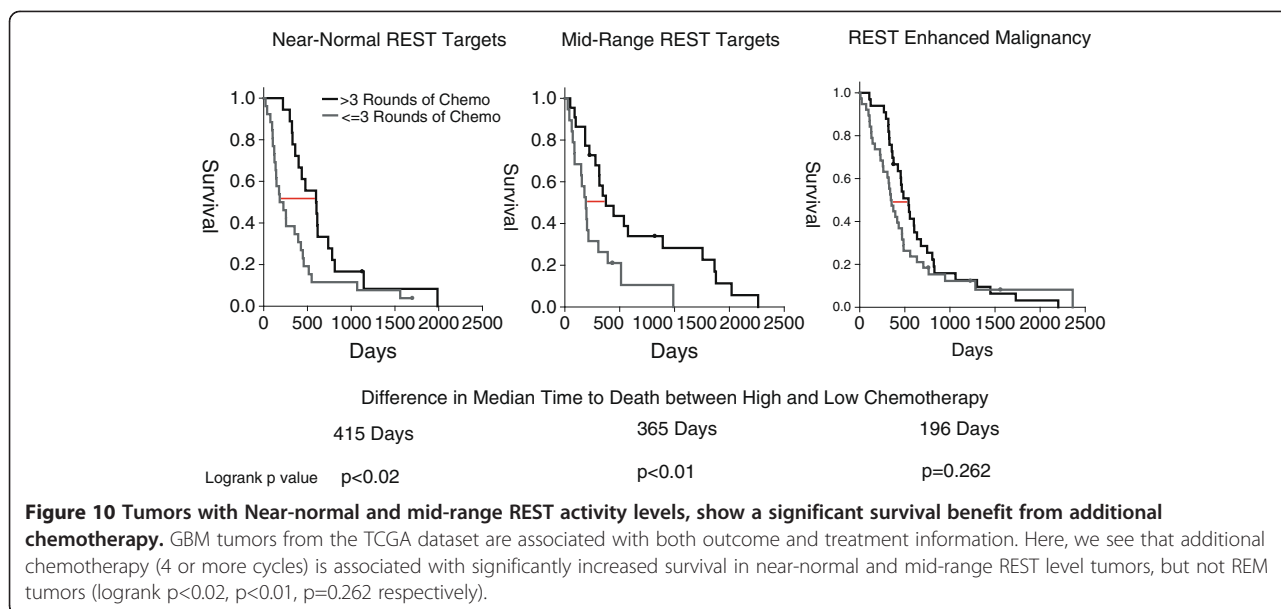 Near-Normal REST Targets
Mid-Range REST Targets
REST Enhanced Malignancy
>3 Rounds of Chemo
<=3 Rounds of Chemo
Survival
1.0
0.8
0.6
0.4
0.2
0.0
0 500 1000 1500 2000 2500
Days
Survival
1.0
0.8
0.6
0.4
0.2
0.0
0 500 1000 1500 2000 2500
Days
Survival
1.0
0.8
0.6
0.4
0.2
0.0
0 500 1000 1500 2000 2500
Days
Difference in Median Time to Death between High and Low Chemotherapy
415 Days 365 Days 196 Days
Logrank p value p<0.02 p<0.01 p=0.262
Figure 10 Tumors with Near-normal and mid-range REST activity levels, show a significant survival benefit from additional
chemotherapy. GBM tumors from the TCGA dataset are associated with both outcome and treatment information. Here, we see that additional
chemotherapy (4 or more cycles) is associated with significantly increased survival in near-normal and mid-range REST level tumors, but not REM
tumors (logrank p<0.02, p<0.01, p=0.262 respectively).